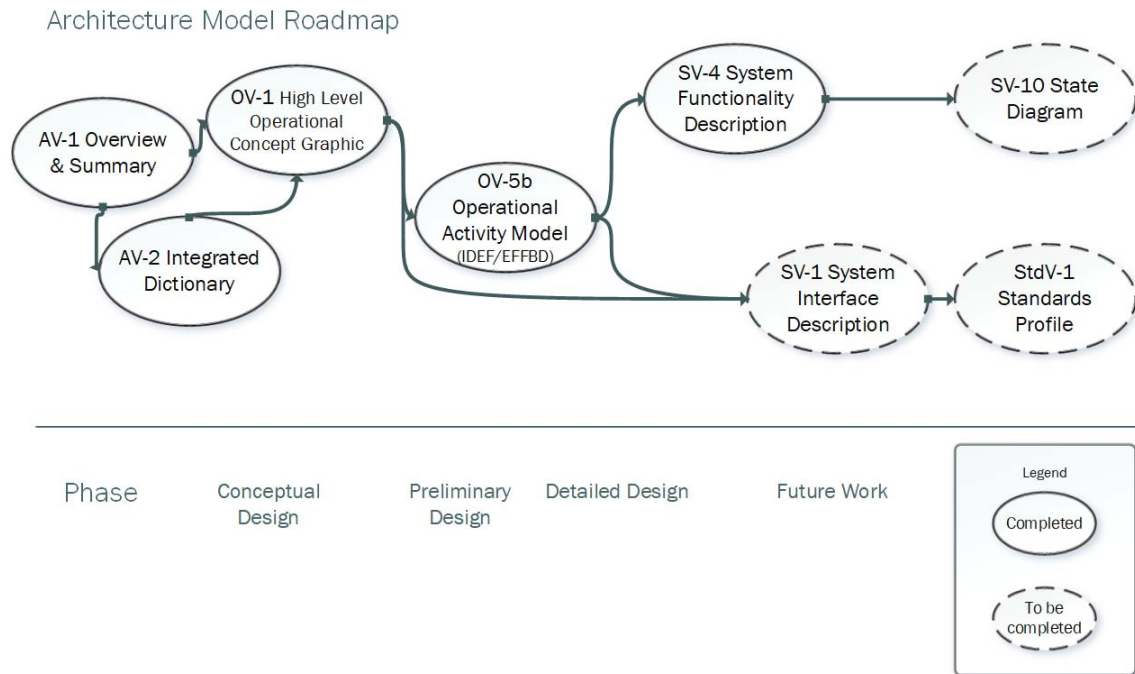 Architecture Model Roadmap
AV-1 Overview
& Summary
AV-2 Integrated
Dictionary
OV-1 High Level
Operational
Concept Graphic
OV-5b
Operational
Activity Model
(IDEF/EFFBD)
SV-4 System
Functionality
Description
SV-10 State
Diagram
SV-1 System
Interface
Description
StdV-1
Standards
Profile
Phase
Conceptual
Design
Preliminary
Design
Detailed Design
Future Work
Legend
Completed
To be
completed